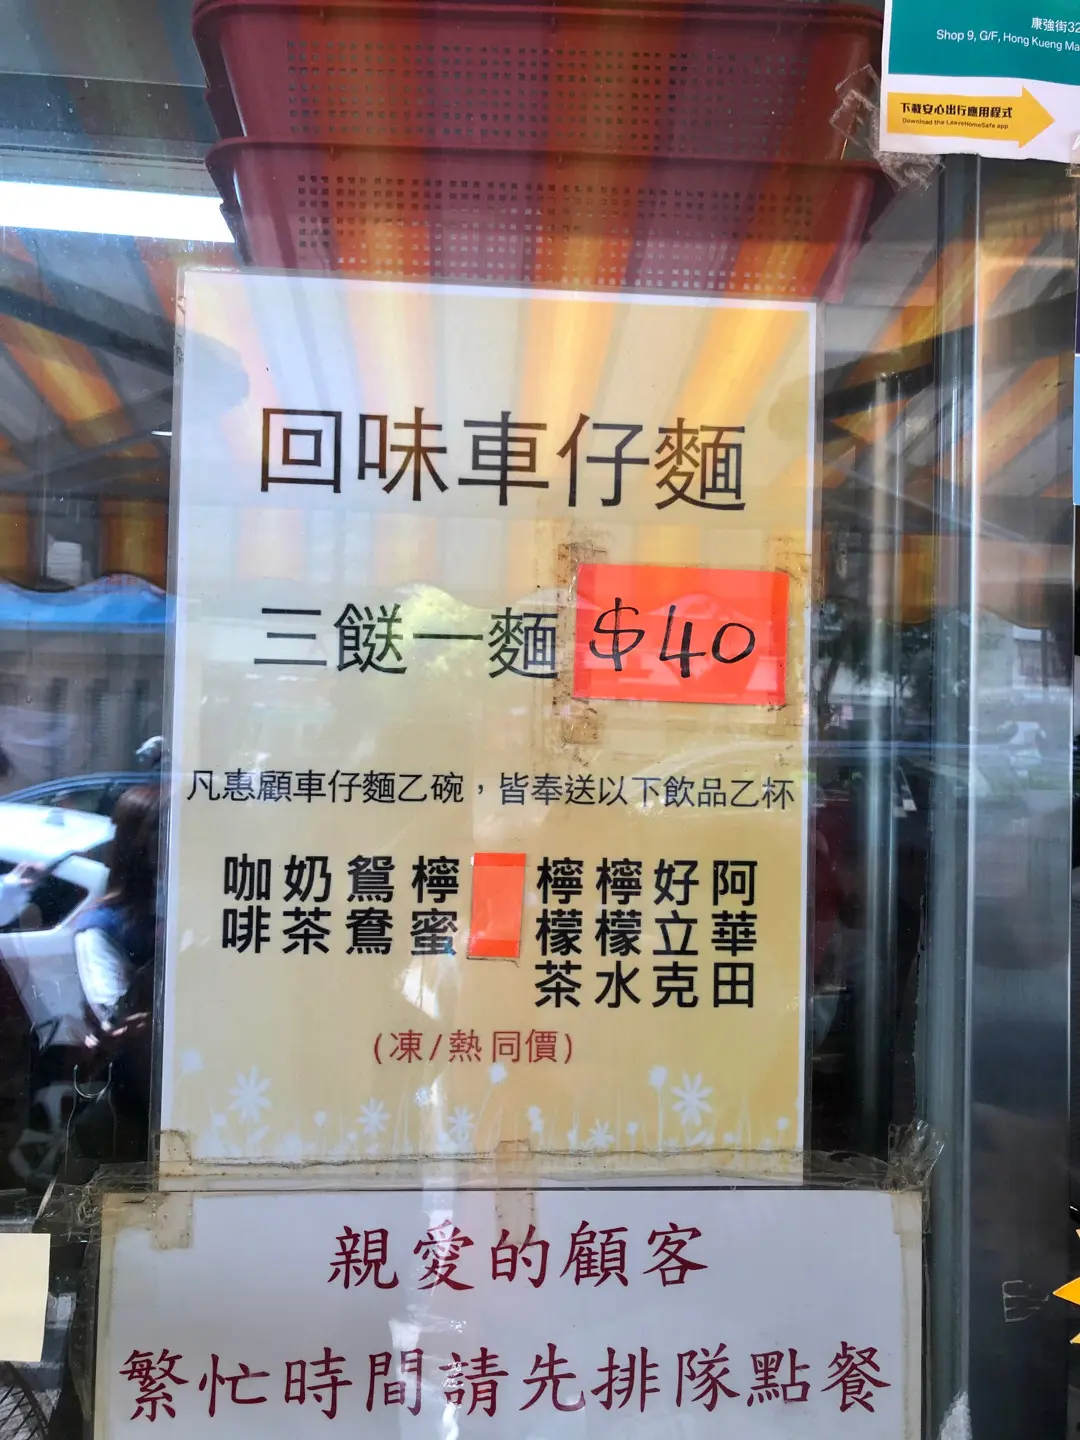 康強街32
Shop 9, G/F, Hong Kueng Ma
下載安心出行應用程式
Download the LeaveHomeSafe app
回味車仔麵
三餸一麵 $40
凡惠顧車仔麵乙碗，皆奉送以下飲品乙杯
咖啡
奶茶
鴛鴦
檸蜜
檸檬茶
檸檬水
好立克
阿華田
(凍/熱 同價)
親愛的顧客
繁忙時間請先排隊點餐